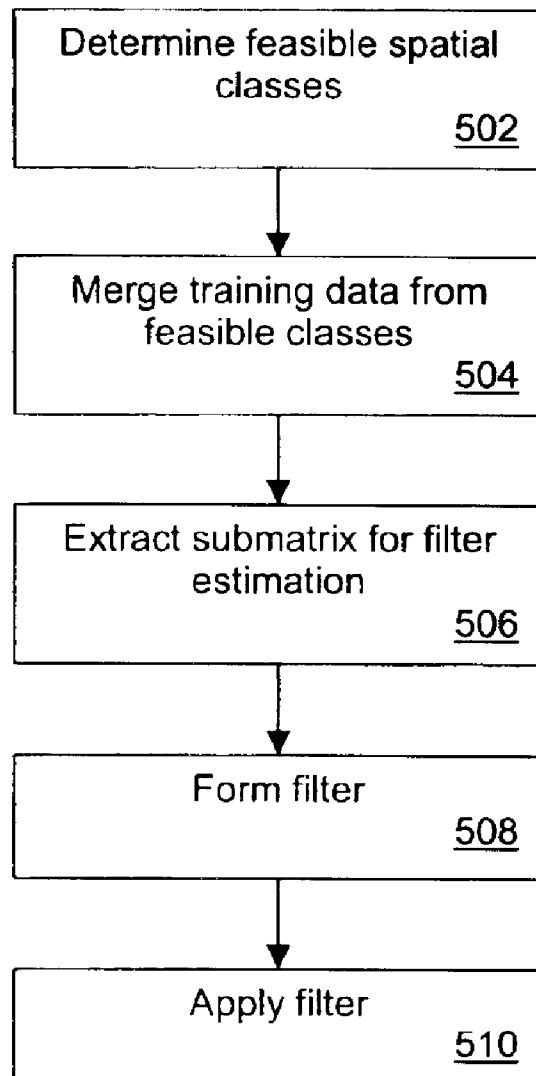 Determine feasible spatial
classes
502
Merge training data from
feasible classes
504
Extract submatrix for filter
estimation
506
Form filter
508
Apply filter
510